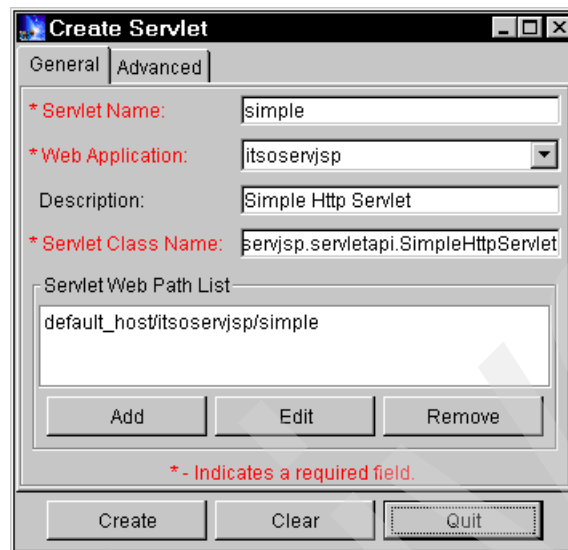 Create Servlet
General Advanced
* Servlet Name: simple
* Web Application: itsoservjsp
Description: Simple Http Servlet
* Servlet Class Name: servjsp.servletapi.SimpleHttpServlet
Servlet Web Path List
default_host/itsoservjsp/simple
Add Edit Remove
* - Indicates a required field.
Create Clear Quit